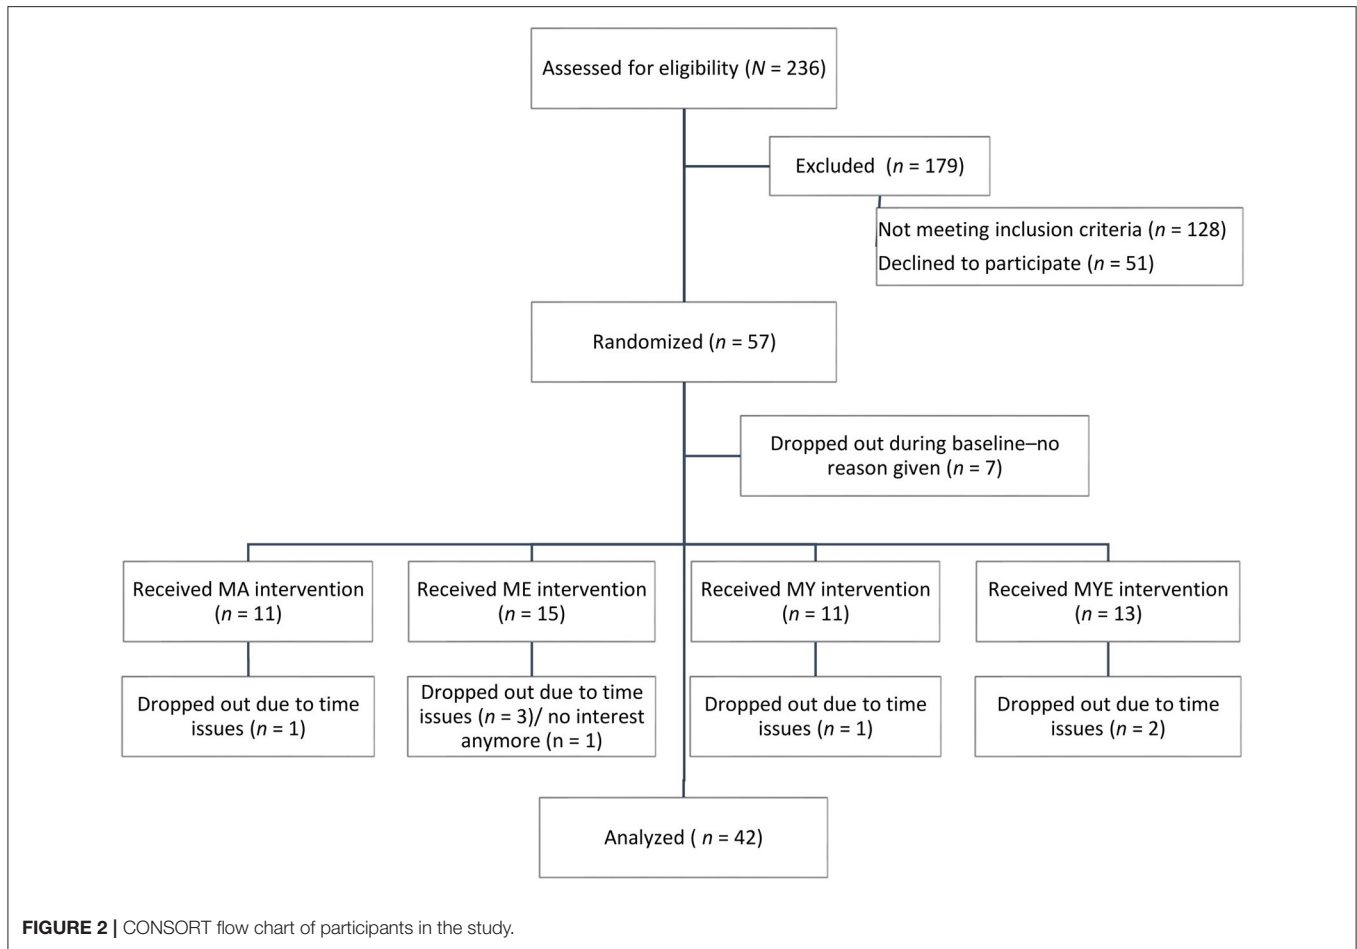 Assessed for eligibility (N = 236)
Excluded  (n = 179)
Not meeting inclusion criteria (n = 128)
Declined to participate (n = 51)
Randomized (n = 57)
Dropped out during baseline–no
reason given (n = 7)
Received MA intervention
(n = 11)
Received ME intervention
(n = 15)
Received MY intervention
(n = 11)
Received MYE intervention
(n = 13)
Dropped out due to time
issues (n = 1)
Dropped out due to time
issues (n = 3)/ no interest
anymore (n = 1)
Dropped out due to time
issues (n = 1)
Dropped out due to time
issues (n = 2)
Analyzed ( n = 42)
FIGURE 2 | CONSORT flow chart of participants in the study.